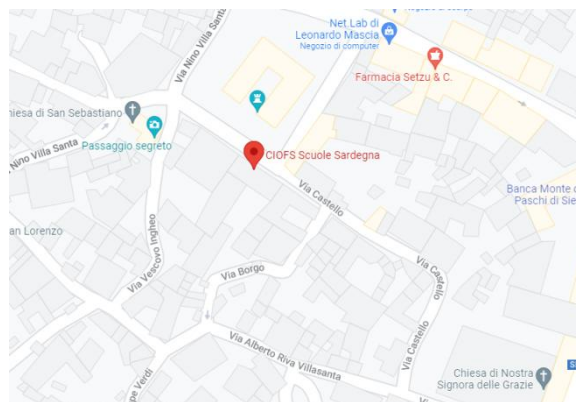 Net Lab di
Leonardo Mascia
Negozio di computer
Farmacia Setzu & C.
Via Nino Villa Santa
hiesa di San Sebastiano
Nino Villa Santa
Passaggio segreto
CIOFS Scuole Sardegna
Via Castello
Banca Monte d
Paschi di Sie
an Lorenzo
Via Vescovo Ingheo
Via Borgo
Via Castello
Via Castello
Via Alberto Riva Villasanta
pe Verdi
Chiesa di Nostra
Signora delle Grazie